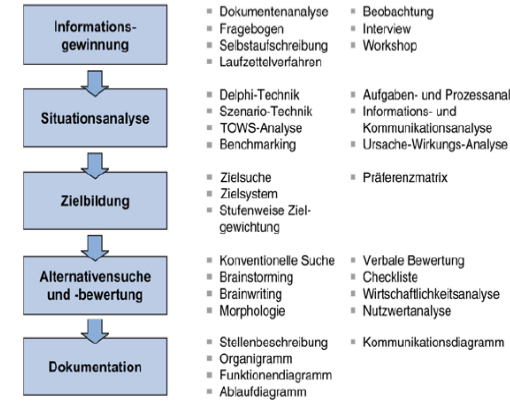 Informations-
gewinnung
Dokumentenanalyse
Fragebogen
Selbstaufschreibung
Laufzettelverfahren
Beobachtung
Interview
Workshop
Situationsanalyse
Delphi-Technik
Szenario-Technik
TOWS-Analyse
Benchmarking
Aufgaben- und Prozessanal
Informations- und
Kommunikationsanalyse
Ursache-Wirkungs-Analyse
Zielbildung
Zielsuche
Zielsystem
Stufenweise Ziel-
gewichtung
Präferenzmatrix
Alternativensuche
und -bewertung
Konventionelle Suche
Brainstorming
Brainwriting
Morphologie
Verbale Bewertung
Checkliste
Wirtschaftlichkeitsanalyse
Nutzwertanalyse
Dokumentation
Stellenbeschreibung
Organigramm
Funktionendiagramm
Ablaufdiagramm
Kommunikationsdiagramm